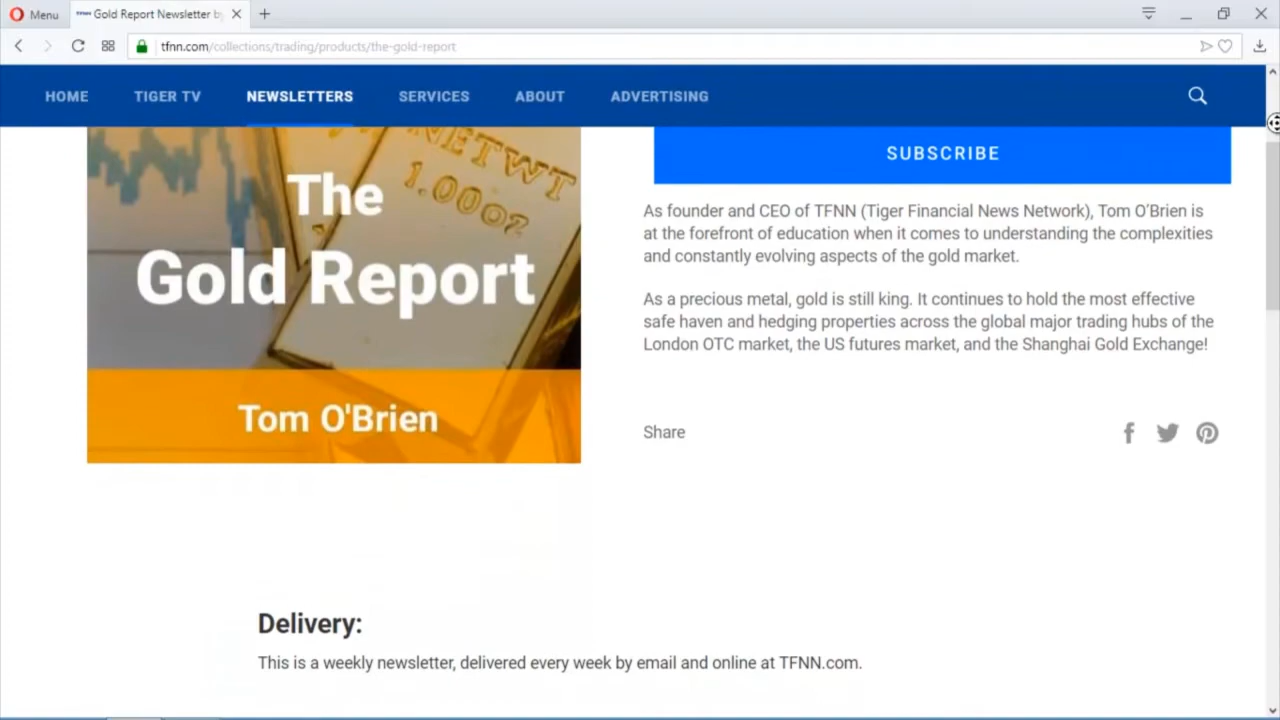 Menu
TFNN Gold Report Newsletter by
tfnn.com/collections/trading/products/the-gold-report
HOME
TIGER TV
NEWSLETTERS
SERVICES
ABOUT
ADVERTISING
NETWT
1.00oz
The
Gold Report
Tom O'Brien
SUBSCRIBE
As founder and CEO of TFNN (Tiger Financial News Network), Tom O'Brien is
at the forefront of education when it comes to understanding the complexities
and constantly evolving aspects of the gold market.
As a precious metal, gold is still king. It continues to hold the most effective
safe haven and hedging properties across the global major trading hubs of the
London OTC market, the US futures market, and the Shanghai Gold Exchange!
Share
Delivery:
This is a weekly newsletter, delivered every week by email and online at TFNN.com.